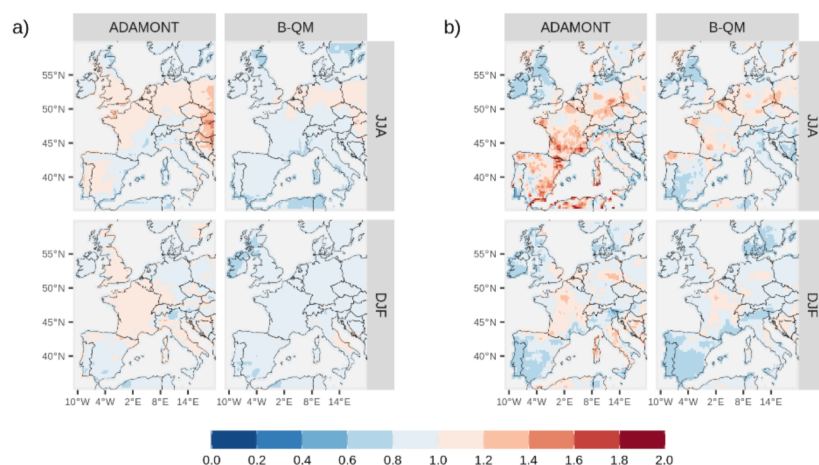 a) ADAMONT B-QM b) ADAMONT B-QM
55°N
50°N
45°N
40°N
JJA JJA
55°N
50°N
45°N
40°N
DJF DJF
10°W 4°W 2°E 8°E 14°E 10°W 4°W 2°E 8°E 14°E 10°W 4°W 2°E 8°E 14°E 10°W 4°W 2°E 8°E 14°E
55°N
50°N
45°N
40°N
55°N
50°N
45°N
40°N
0.0 0.2 0.4 0.6 0.8 1.0 1.2 1.4 1.6 1.8 2.0